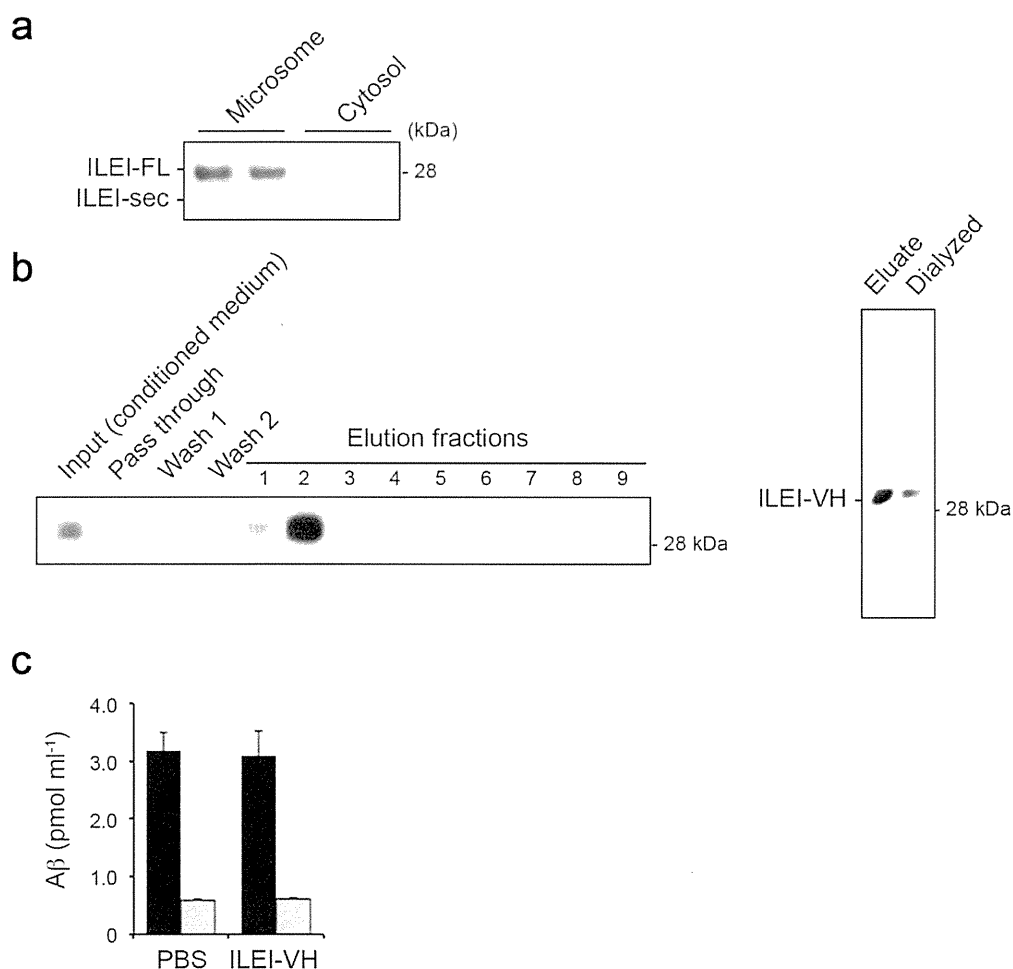 a
Microsome
Cytosol
(kDa)
ILEI-FL
ILEI-sec
- 28
b
Input (conditioned medium)
Pass through
Wash 1
Wash 2
Elution fractions
1 2 3 4 5 6 7 8 9
- 28 kDa
Eluate
Dialyzed
ILEI-VH
- 28 kDa
c
Aβ (pmol ml⁻¹)
4.0
3.0
2.0
1.0
0
PBS ILEI-VH